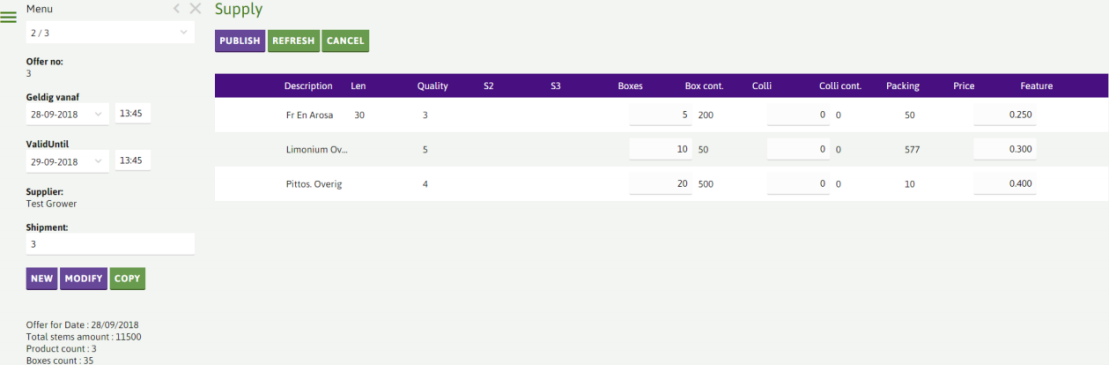 Menu
2 / 3
Offer no:
3
Geldig vanaf
28-09-2018 13:45
ValidUntil
29-09-2018 13:45
Supplier:
Test Grower
Shipment:
3
NEW MODIFY COPY
Offer for Date : 28/09/2018
Total stems amount : 11500
Product count : 3
Boxes count : 35
Supply
PUBLISH REFRESH CANCEL
Description Len Quality S2 S3 Boxes Box cont. Colli Colli cont. Packing Price Feature
Fr En Arosa 30 3 5 200 0 0 50 0.250
Limonium Ov... 5 10 50 0 0 577 0.300
Pittos. Overig 4 20 500 0 0 10 0.400